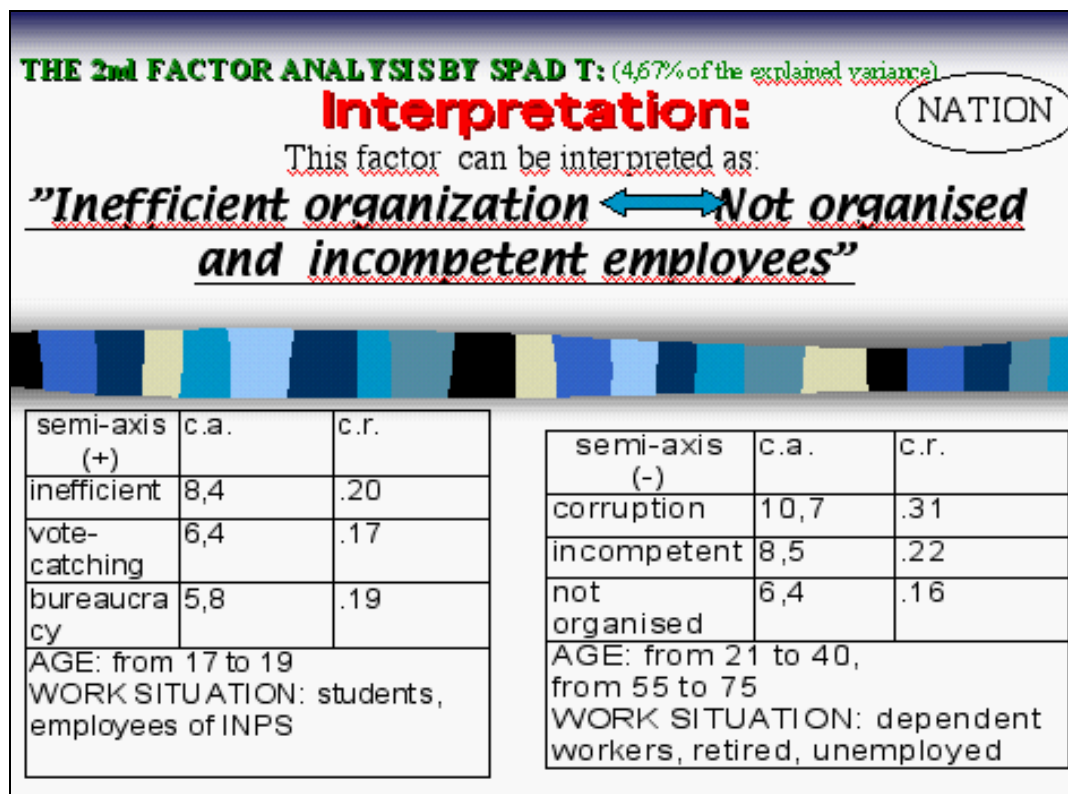 THE 2nd FACTOR ANALYSIS BY SPAD T: (4,67% of the explained variance)
Interpretation:
NATION
This factor can be interpreted as:
"Inefficient organization Not organised
and incompetent employees"
semi-axis (+) c.a. c.r.
inefficient 8,4 .20
vote-
catching 6,4 .17
bureaucra
cy 5,8 .19
AGE: from 17 to 19
WORK SITUATION: students,
employees of INPS
semi-axis (-) c.a. c.r.
corruption 10,7 .31
incompetent 8,5 .22
not
organised 6,4 .16
AGE: from 21 to 40,
from 55 to 75
WORK SITUATION: dependent
workers, retired, unemployed